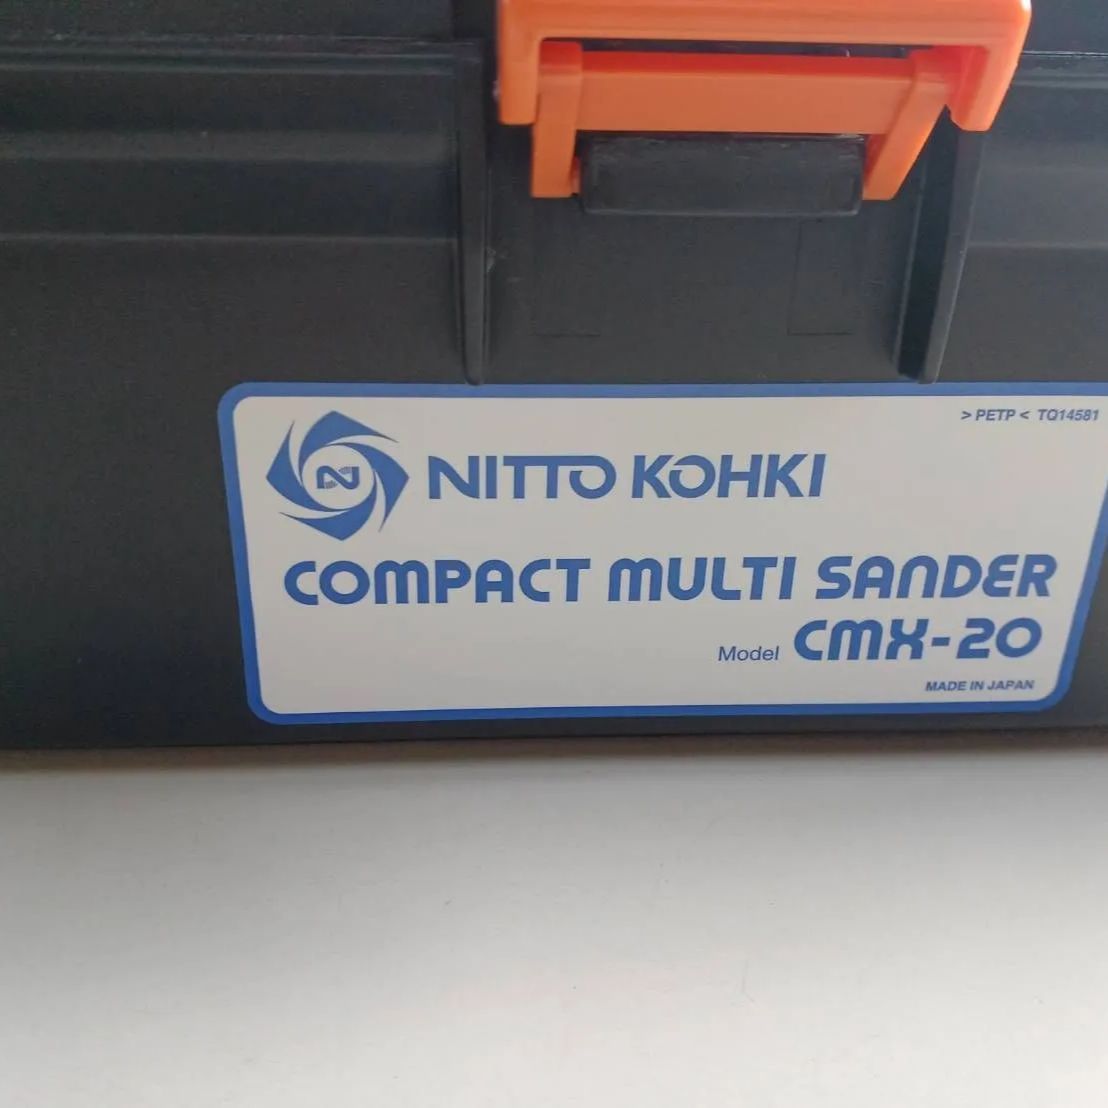 > PETP < TQ14581
N NITTO KOHKI
COMPACT MULTI SANDER
Model CMX-20
MADE IN JAPAN